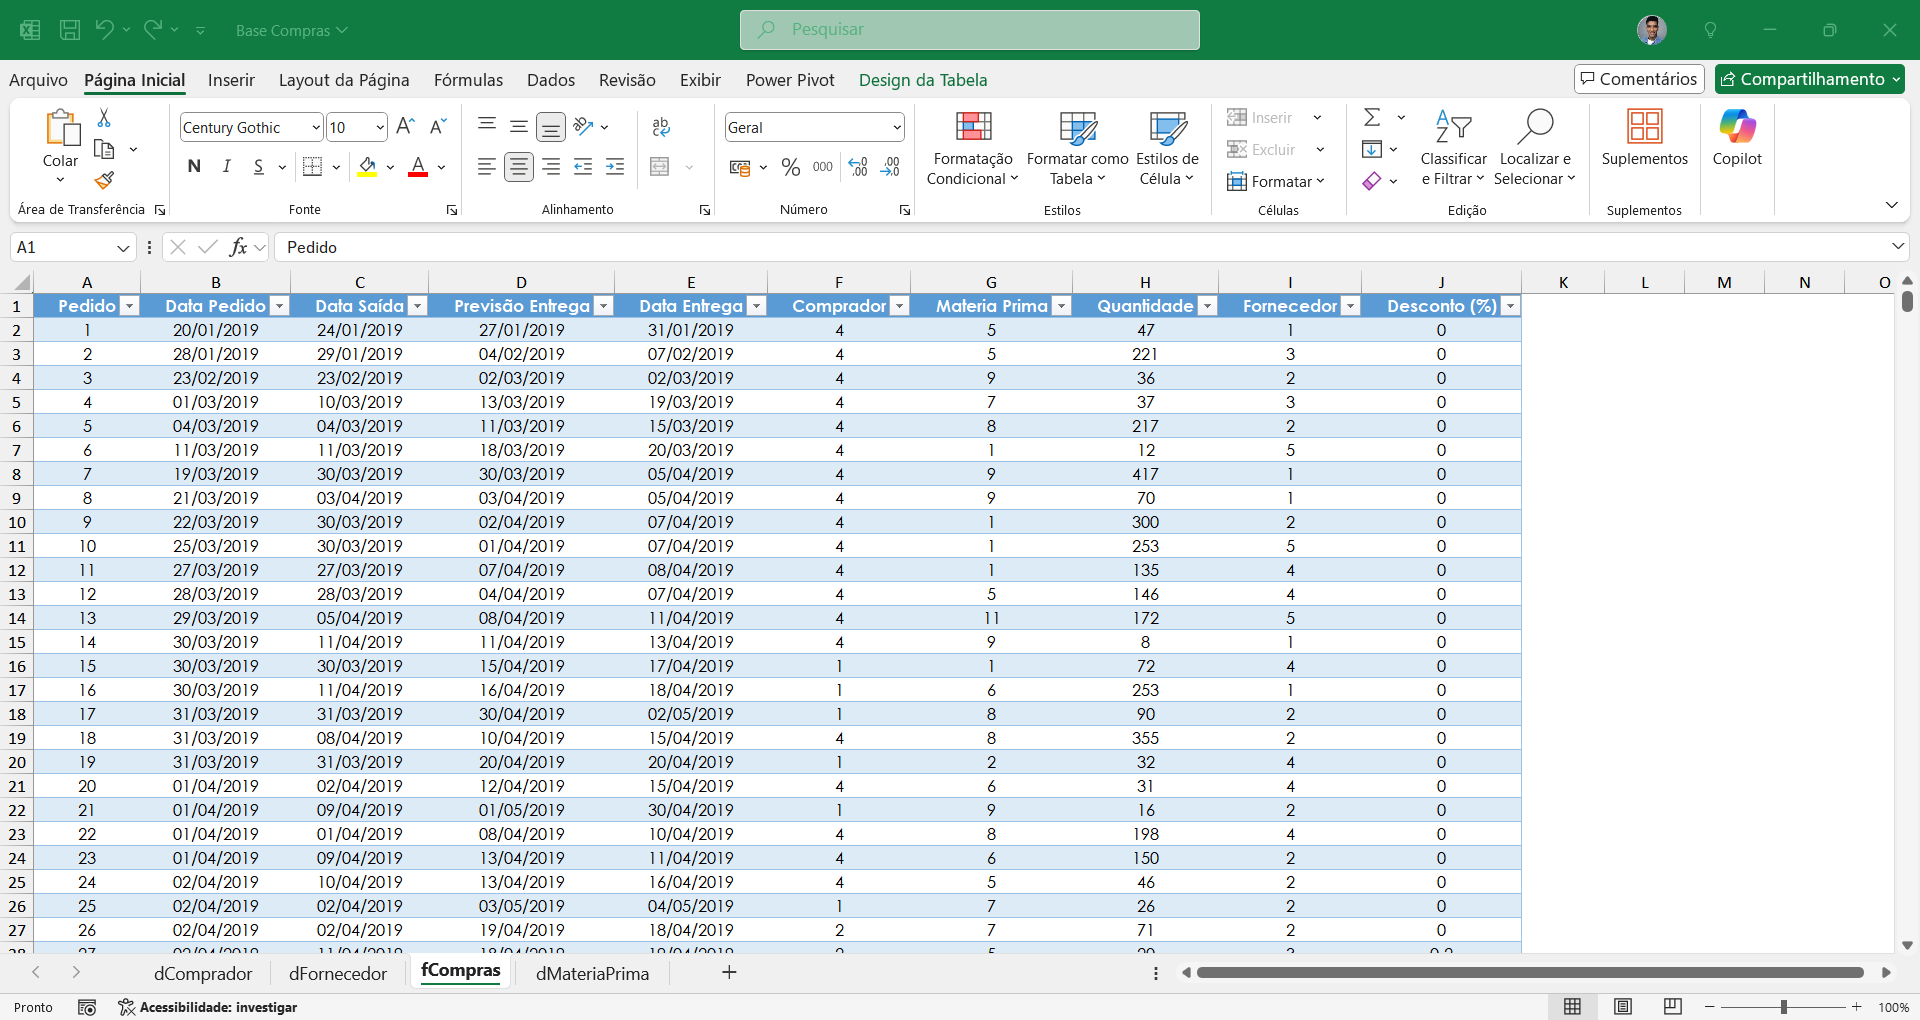 Base Compras
Pesquisar
Arquivo Página Inicial Inserir Layout da Página Fórmulas Dados Revisão Exibir Power Pivot Design da Tabela Comentários Compartilhamento
Colar
Área de Transferência
Century Gothic 10
N I S
Fonte
Alinhamento
Geral
% 000
Número
Formatação Condicional
Formatar como Tabela
Estilos de Célula
Estilos
Inserir
Excluir
Formatar
Células
Classificar e Filtrar
Localizar e Selecionar
Edição
Suplementos
Suplementos
Copilot
A1 fx Pedido
A B C D E F G H I J K L M N O
1 Pedido Data Pedido Data Saída Previsão Entrega Data Entrega Comprador Materia Prima Quantidade Fornecedor Desconto (%)
2 1 20/01/2019 24/01/2019 27/01/2019 31/01/2019 4 5 47 1 0
3 2 28/01/2019 29/01/2019 04/02/2019 07/02/2019 4 5 221 3 0
4 3 23/02/2019 23/02/2019 02/03/2019 02/03/2019 4 9 36 2 0
5 4 01/03/2019 10/03/2019 13/03/2019 19/03/2019 4 7 37 3 0
6 5 04/03/2019 04/03/2019 11/03/2019 15/03/2019 4 8 217 2 0
7 6 11/03/2019 11/03/2019 18/03/2019 20/03/2019 4 1 12 5 0
8 7 19/03/2019 30/03/2019 30/03/2019 05/04/2019 4 9 417 1 0
9 8 21/03/2019 03/04/2019 03/04/2019 05/04/2019 4 9 70 1 0
10 9 22/03/2019 30/03/2019 02/04/2019 07/04/2019 4 1 300 2 0
11 10 25/03/2019 30/03/2019 01/04/2019 07/04/2019 4 1 253 5 0
12 11 27/03/2019 27/03/2019 07/04/2019 08/04/2019 4 1 135 4 0
13 12 28/03/2019 28/03/2019 04/04/2019 07/04/2019 4 5 146 4 0
14 13 29/03/2019 05/04/2019 08/04/2019 11/04/2019 4 11 172 5 0
15 14 30/03/2019 11/04/2019 11/04/2019 13/04/2019 4 9 8 1 0
16 15 30/03/2019 30/03/2019 15/04/2019 17/04/2019 1 1 72 4 0
17 16 30/03/2019 11/04/2019 16/04/2019 18/04/2019 1 6 253 1 0
18 17 31/03/2019 31/03/2019 30/04/2019 02/05/2019 1 8 90 2 0
19 18 31/03/2019 08/04/2019 10/04/2019 15/04/2019 4 8 355 2 0
20 19 31/03/2019 31/03/2019 20/04/2019 20/04/2019 1 2 32 4 0
21 20 01/04/2019 02/04/2019 12/04/2019 15/04/2019 4 6 31 4 0
22 21 01/04/2019 09/04/2019 01/05/2019 30/04/2019 1 9 16 2 0
23 22 01/04/2019 01/04/2019 08/04/2019 10/04/2019 4 8 198 4 0
24 23 01/04/2019 09/04/2019 13/04/2019 11/04/2019 4 6 150 2 0
25 24 02/04/2019 10/04/2019 13/04/2019 16/04/2019 4 5 46 2 0
26 25 02/04/2019 02/04/2019 03/05/2019 04/05/2019 1 7 26 2 0
27 26 02/04/2019 02/04/2019 19/04/2019 18/04/2019 2 7 71 2 0
dComprador dFornecedor fCompras dMateriaPrima
Pronto Acessibilidade: investigar 100%